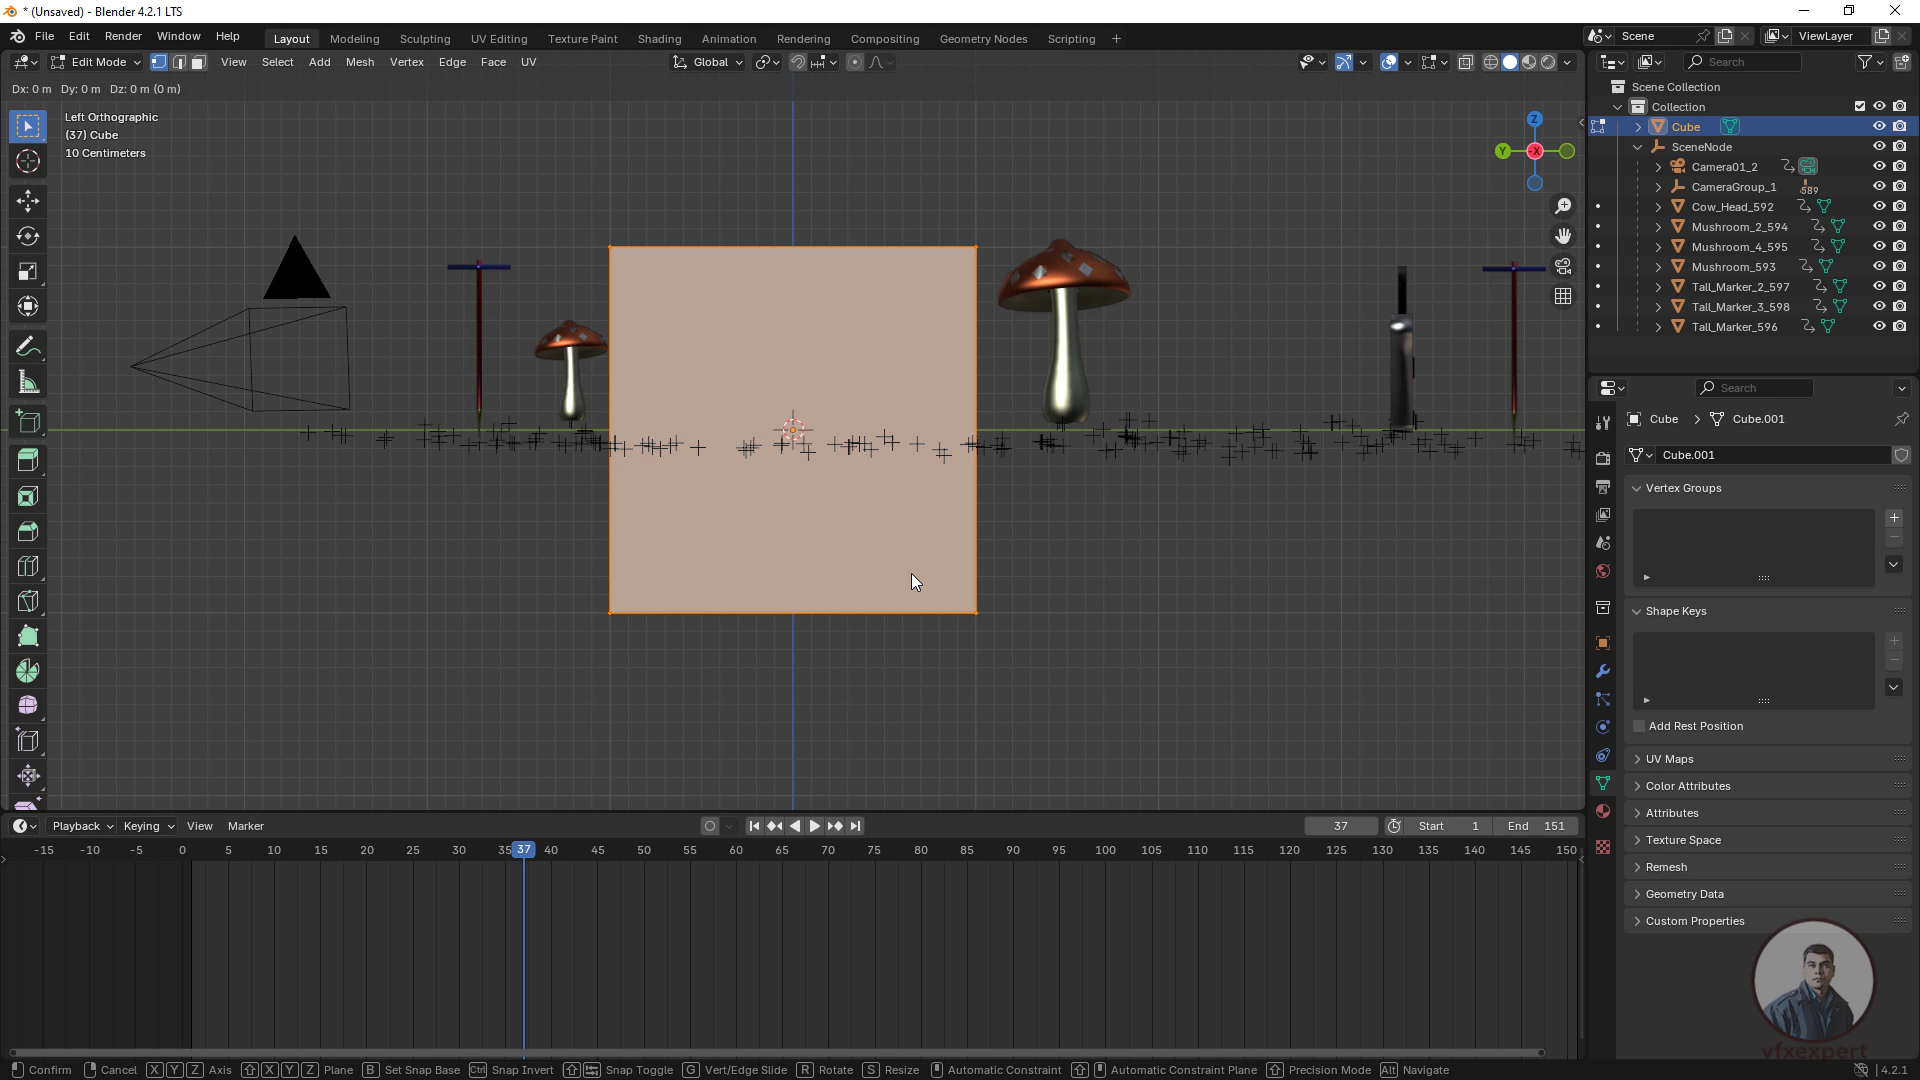 * (Unsaved) - Blender 4.2.1 LTS
File Edit Render Window Help Layout Modeling Sculpting UV Editing Texture Paint Shading Animation Rendering Compositing Geometry Nodes Scripting + Scene ViewLayer
Edit Mode View Select Add Mesh Vertex Edge Face UV Global Search
Dx: 0 m Dy: 0 m Dz: 0 m (0 m)
Left Orthographic
(37) Cube
10 Centimeters
Z
Y
-X
Scene Collection
Collection
Cube
SceneNode
Camera01_2
CameraGroup_1 589
Cow_Head_592
Mushroom_2_594
Mushroom_4_595
Mushroom_593
Tall_Marker_2_597
Tall_Marker_3_598
Tall_Marker_596
Search
Cube > Cube.001
Cube.001
Vertex Groups
Shape Keys
Add Rest Position
UV Maps
Color Attributes
Attributes
Texture Space
Remesh
Geometry Data
Custom Properties
Playback Keying View Marker 37 Start 1 End 151
-15 -10 -5 0 5 10 15 20 25 30 35 37 40 45 50 55 60 65 70 75 80 85 90 95 100 105 110 115 120 125 130 135 140 145 150
vfxexpert
Confirm Cancel X Y Z Axis X Y Z Plane B Set Snap Base Ctrl Snap Invert Snap Toggle G Vert/Edge Slide R Rotate S Resize Automatic Constraint Automatic Constraint Plane Precision Mode Alt Navigate 4.2.1